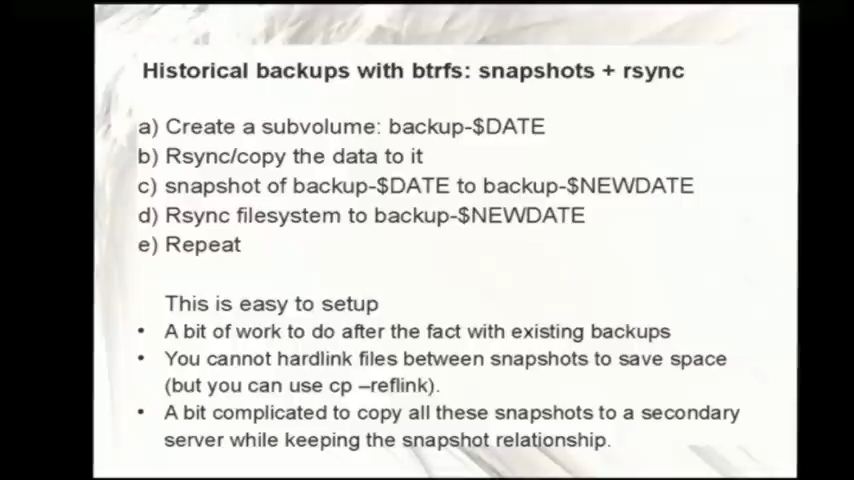 Historical backups with btrfs: snapshots + rsync
a) Create a subvolume: backup-$DATE
b) Rsync/copy the data to it
c) snapshot of backup-$DATE to backup-$NEWDATE
d) Rsync filesystem to backup-$NEWDATE
e) Repeat
This is easy to setup
• A bit of work to do after the fact with existing backups
• You cannot hardlink files between snapshots to save space
(but you can use cp –reflink).
• A bit complicated to copy all these snapshots to a secondary
server while keeping the snapshot relationship.